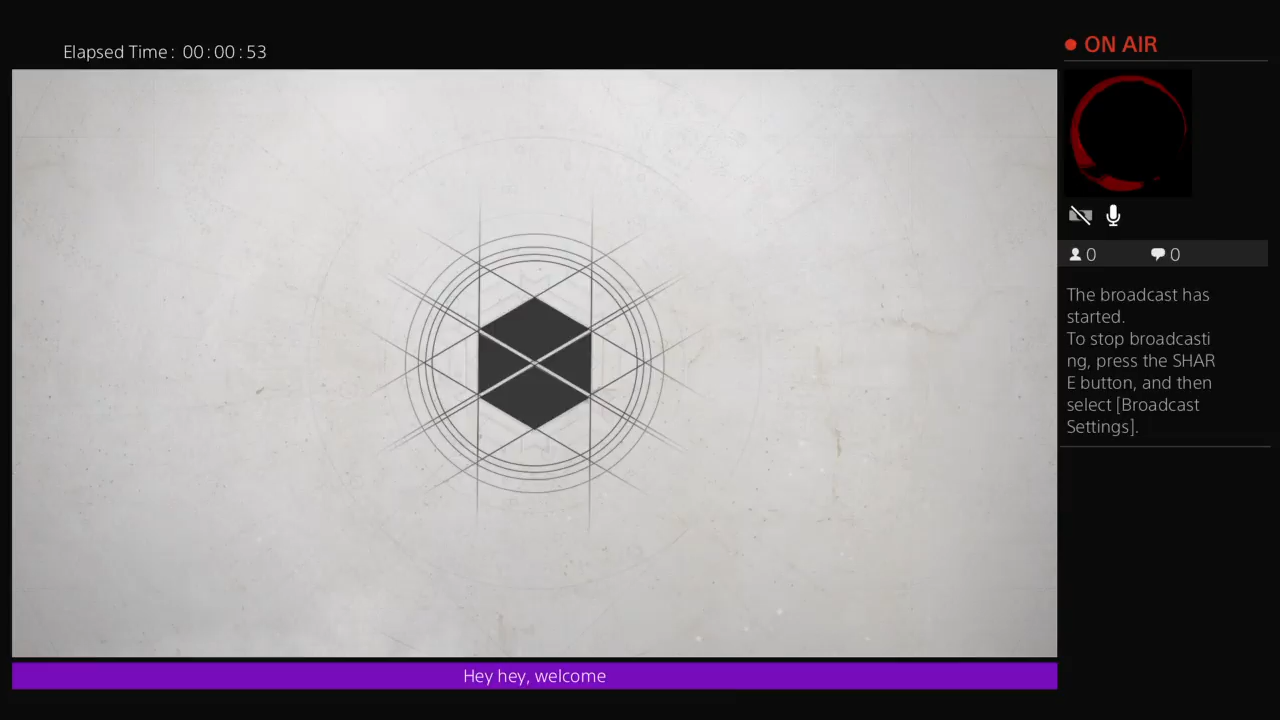 Elapsed Time: 00:00:53
ON AIR
0 0
The broadcast has
started.
To stop broadcasti
ng, press the SHAR
E button, and then
select [Broadcast
Settings].
Hey hey, welcome